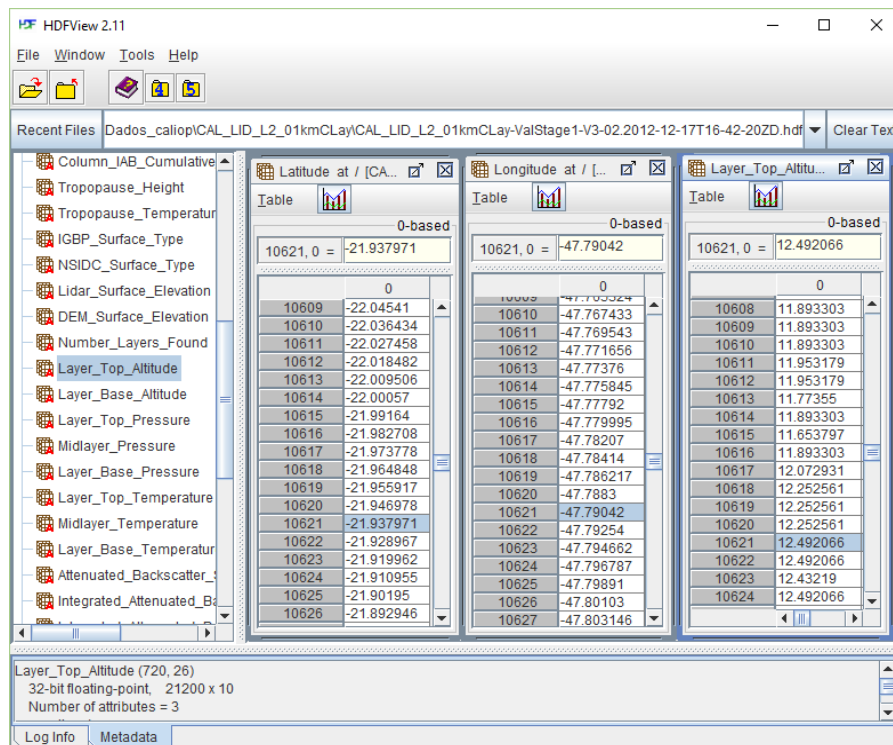 HDFView 2.11
File Window Tools Help
Recent Files Dados_caliop\CAL_LID_L2_01kmCLay\CAL_LID_L2_01kmCLay-ValStage1-V3-02.2012-12-17T16-42-20ZD.hdf Clear Tex
Column_IAB_Cumulative
Tropopause_Height
Tropopause_Temperatur
IGBP_Surface_Type
NSIDC_Surface_Type
Lidar_Surface_Elevation
DEM_Surface_Elevation
Number_Layers_Found
Layer_Top_Altitude
Layer_Base_Altitude
Layer_Top_Pressure
Midlayer_Pressure
Layer_Base_Pressure
Layer_Top_Temperature
Midlayer_Temperature
Layer_Base_Temperatur
Attenuated_Backscatter_
Integrated_Attenuated_Ba
Latitude at / [CA...
Table
0-based
10621, 0 = -21.937971
0
10609 -22.04541
10610 -22.036434
10611 -22.027458
10612 -22.018482
10613 -22.009506
10614 -22.00057
10615 -21.99164
10616 -21.982708
10617 -21.973778
10618 -21.964848
10619 -21.955917
10620 -21.946978
10621 -21.937971
10622 -21.928967
10623 -21.919962
10624 -21.910955
10625 -21.90195
10626 -21.892946
Longitude at / [...
Table
0-based
10621, 0 = -47.79042
0
10609 -47.765324
10610 -47.767433
10611 -47.769543
10612 -47.771656
10613 -47.77376
10614 -47.775845
10615 -47.77792
10616 -47.779995
10617 -47.78207
10618 -47.78414
10619 -47.786217
10620 -47.7883
10621 -47.79042
10622 -47.79254
10623 -47.794662
10624 -47.796787
10625 -47.79891
10626 -47.80103
10627 -47.803146
Layer_Top_Altitu...
Table
0-based
10621, 0 = 12.492066
0
10608 11.893303
10609 11.893303
10610 11.893303
10611 11.953179
10612 11.953179
10613 11.77355
10614 11.893303
10615 11.653797
10616 11.893303
10617 12.072931
10618 12.252561
10619 12.252561
10620 12.252561
10621 12.492066
10622 12.492066
10623 12.43219
10624 12.492066
Layer_Top_Altitude (720, 26)
32-bit floating-point, 21200 x 10
Number of attributes = 3
Log Info Metadata